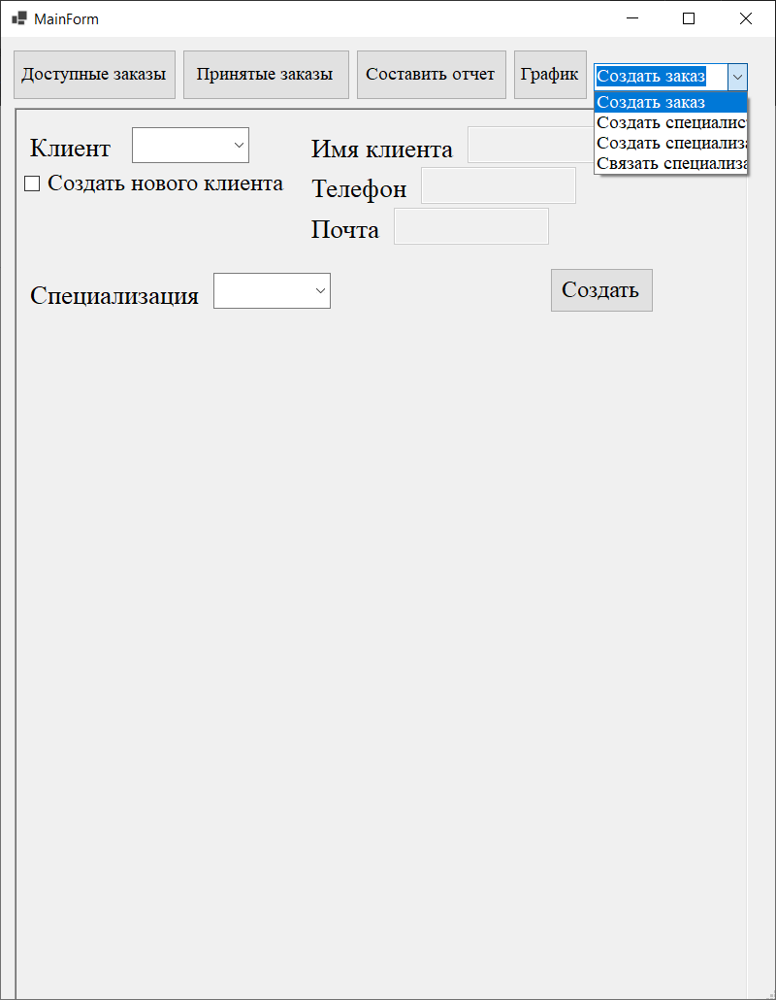 MainForm
Доступные заказы
Принятые заказы
Составить отчет
График
Создать заказ
Создать заказ
Создать специалис
Создать специализа
Связать специализа
Клиент
Создать нового клиента
Имя клиента
Телефон
Почта
Специализация
Создать